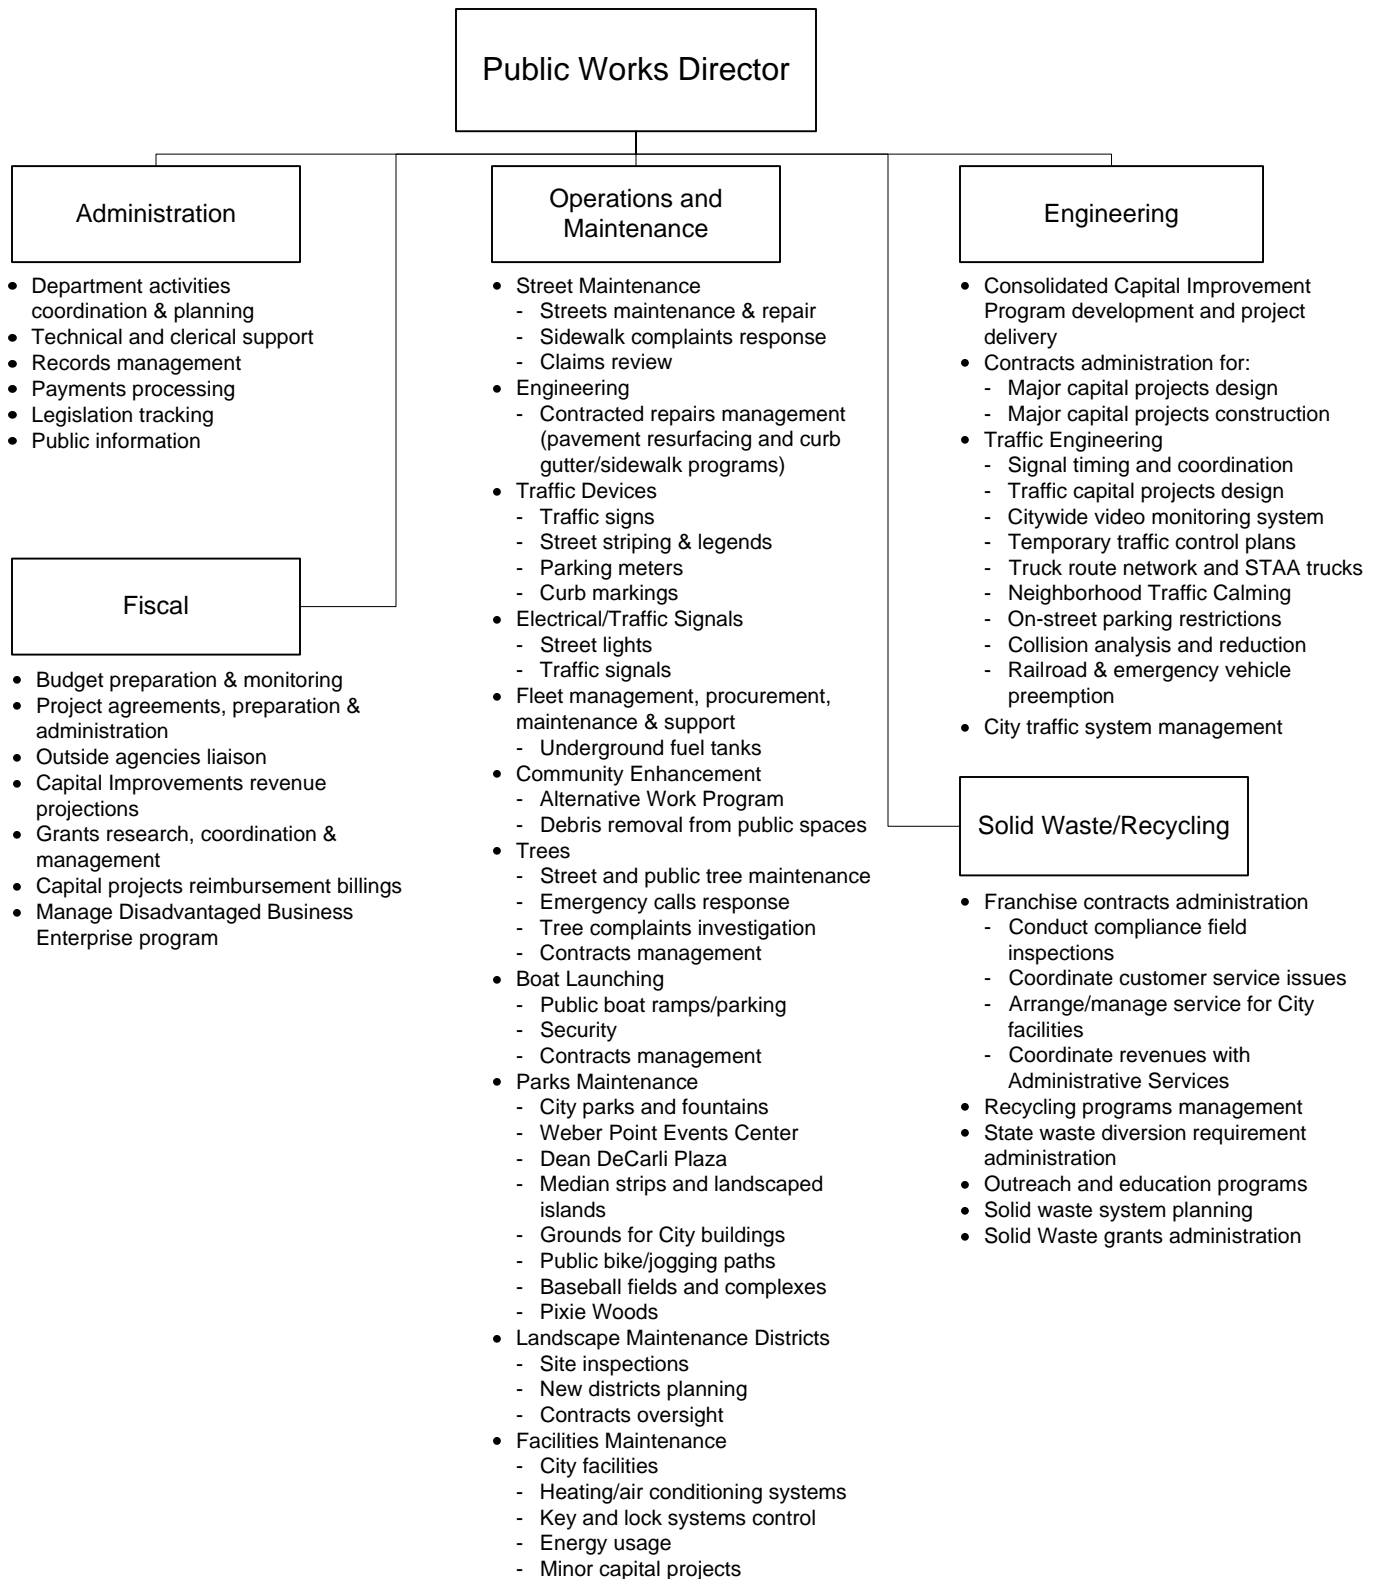 Public Works Director
Administration
• Department activities
coordination & planning
• Technical and clerical support
• Records management
• Payments processing
• Legislation tracking
• Public information
Fiscal
• Budget preparation & monitoring
• Project agreements, preparation &
administration
• Outside agencies liaison
• Capital Improvements revenue
projections
• Grants research, coordination &
management
• Capital projects reimbursement billings
• Manage Disadvantaged Business
Enterprise program
Operations and
Maintenance
• Street Maintenance
- Streets maintenance & repair
- Sidewalk complaints response
- Claims review
• Engineering
- Contracted repairs management
(pavement resurfacing and curb
gutter/sidewalk programs)
• Traffic Devices
- Traffic signs
- Street striping & legends
- Parking meters
- Curb markings
• Electrical/Traffic Signals
- Street lights
- Traffic signals
• Fleet management, procurement,
maintenance & support
- Underground fuel tanks
• Community Enhancement
- Alternative Work Program
- Debris removal from public spaces
• Trees
- Street and public tree maintenance
- Emergency calls response
- Tree complaints investigation
- Contracts management
• Boat Launching
- Public boat ramps/parking
- Security
- Contracts management
• Parks Maintenance
- City parks and fountains
- Weber Point Events Center
- Dean DeCarli Plaza
- Median strips and landscaped
islands
- Grounds for City buildings
- Public bike/jogging paths
- Baseball fields and complexes
- Pixie Woods
• Landscape Maintenance Districts
- Site inspections
- New districts planning
- Contracts oversight
• Facilities Maintenance
- City facilities
- Heating/air conditioning systems
- Key and lock systems control
- Energy usage
- Minor capital projects
Engineering
• Consolidated Capital Improvement
Program development and project
delivery
• Contracts administration for:
- Major capital projects design
- Major capital projects construction
• Traffic Engineering
- Signal timing and coordination
- Traffic capital projects design
- Citywide video monitoring system
- Temporary traffic control plans
- Truck route network and STAA trucks
- Neighborhood Traffic Calming
- On-street parking restrictions
- Collision analysis and reduction
- Railroad & emergency vehicle
preemption
• City traffic system management
Solid Waste/Recycling
• Franchise contracts administration
- Conduct compliance field
inspections
- Coordinate customer service issues
- Arrange/manage service for City
facilities
- Coordinate revenues with
Administrative Services
• Recycling programs management
• State waste diversion requirement
administration
• Outreach and education programs
• Solid waste system planning
• Solid Waste grants administration